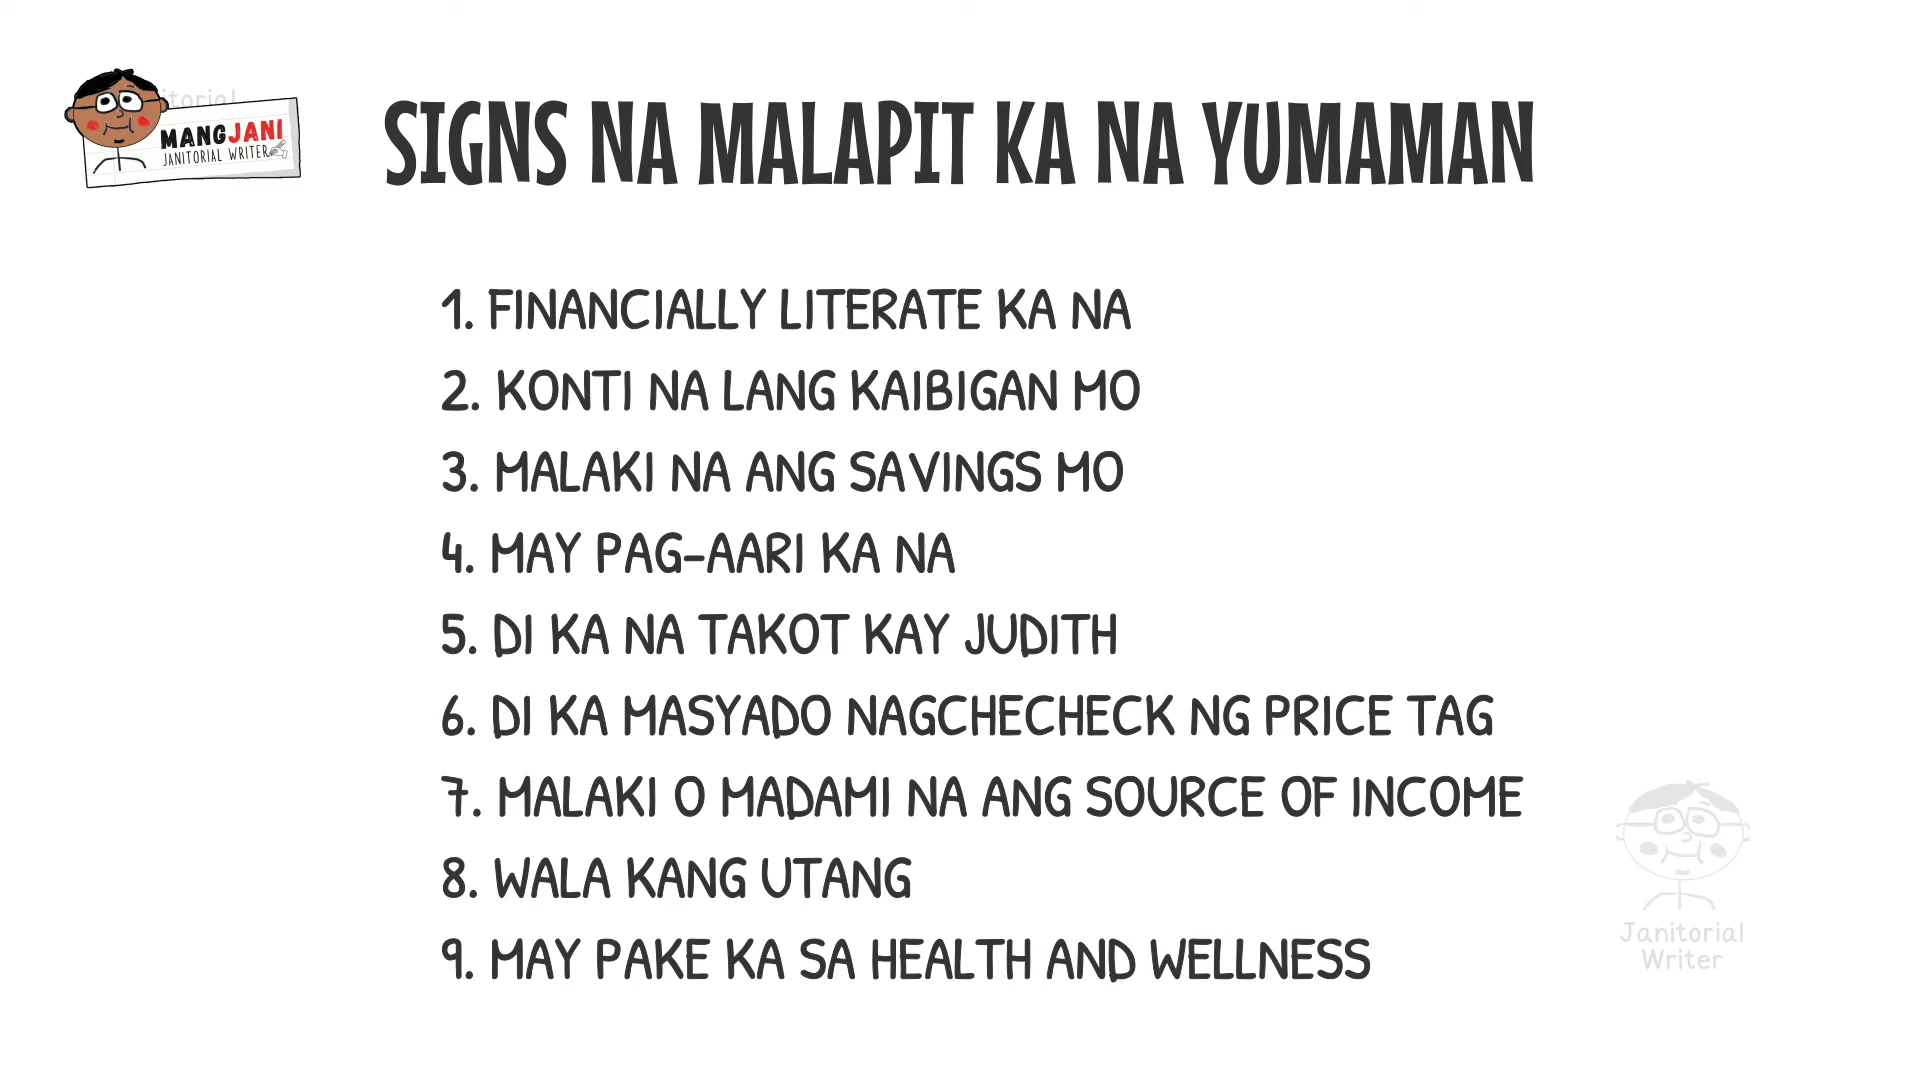 MANGJANI
JANITORIAL WRITER
SIGNS NA MALAPIT KA NA YUMAMAN
1. FINANCIALLY LITERATE KA NA
2. KONTI NA LANG KAIBIGAN MO
3. MALAKI NA ANG SAVINGS MO
4. MAY PAG-AARI KA NA
5. DI KA NA TAKOT KAY JUDITH
6. DI KA MASYADO NAGCHECHECK NG PRICE TAG
7. MALAKI O MADAMI NA ANG SOURCE OF INCOME
8. WALA KANG UTANG
9. MAY PAKE KA SA HEALTH AND WELLNESS
Janitorial
Writer